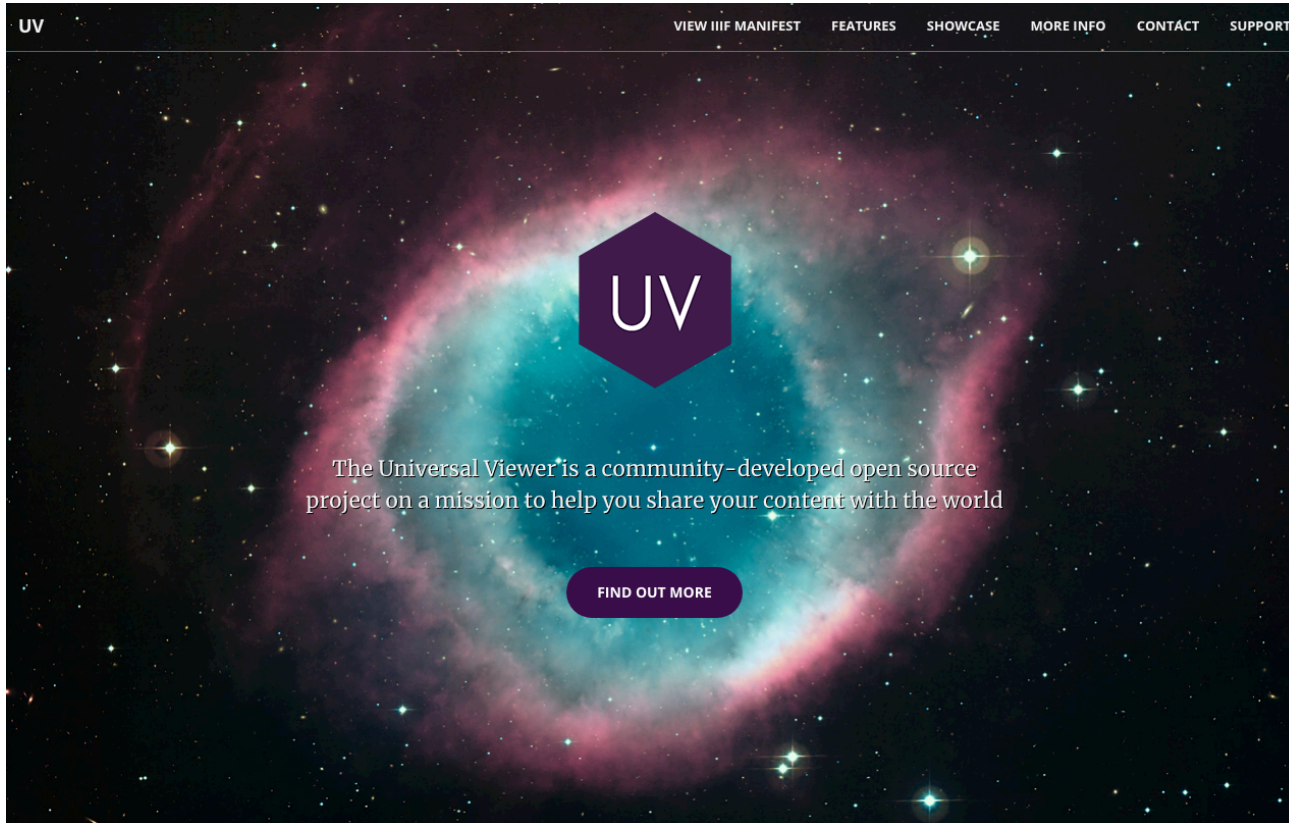 UV
VIEW IIIF MANIFEST FEATURES SHOWCASE MORE INFO CONTACT SUPPORT
UV
The Universal Viewer is a community-developed open source
project on a mission to help you share your content with the world
FIND OUT MORE